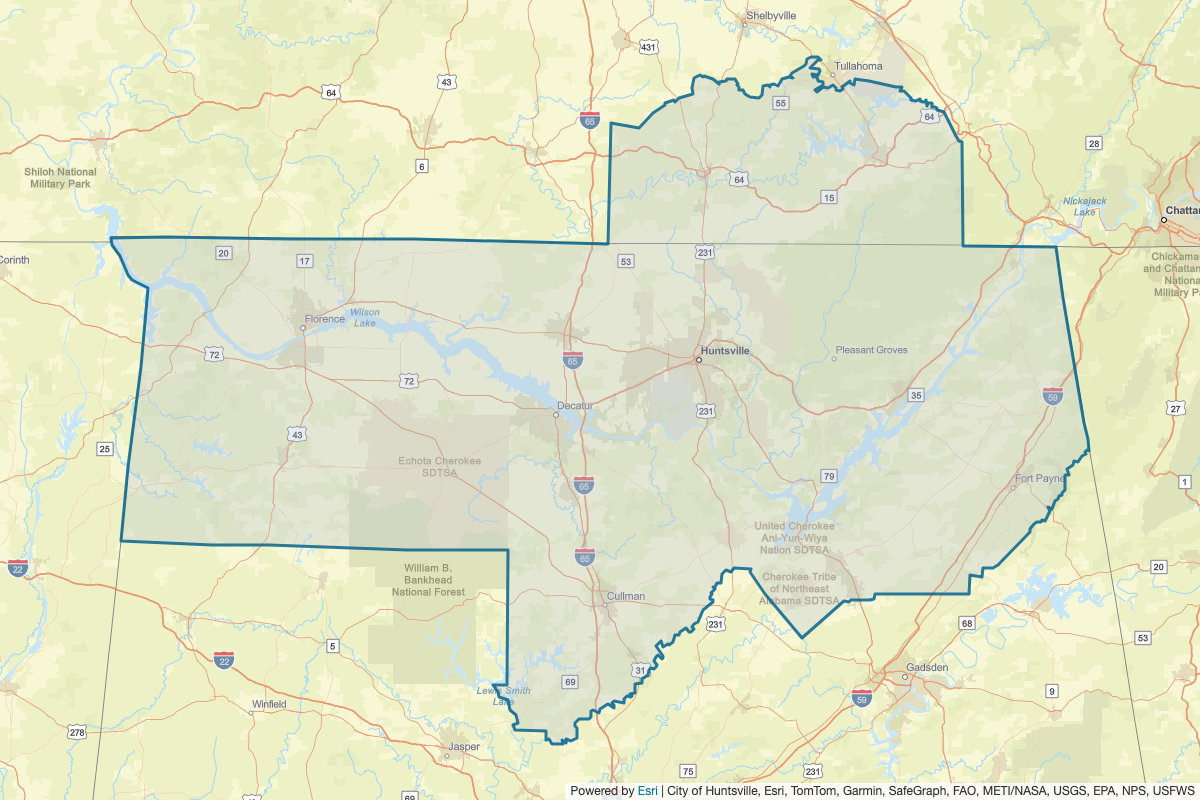 Shelbyville
431
Tullahoma
43
64
65
55
64
28
6
Shiloh National
Military Park
64
15
Nickajack
Lake
20
17
53
231
Chickama
and Chattan
Nationa
Military Pa
Corinth
Wilson
Lake
Florence
72
65
Huntsville
Pleasant Groves
72
35
59
27
Decatur
231
43
25
Echota Cherokee
SDTSA
65
79
Fort Payne
1
United Cherokee
Ani-Yun-Wiya
Nation SDTSA
65
22
William B.
Bankhead
National Forest
Cherokee Tribe
of Northeast
Alabama SDTSA
20
Cullman
231
68
53
5
22
31
69
Gadsden
Lewis Smith
Lake
9
59
Winfield
278
Jasper
75
231
69
Powered by Esri | City of Huntsville, Esri, TomTom, Garmin, SafeGraph, FAO, METI/NASA, USGS, EPA, NPS, USFWS